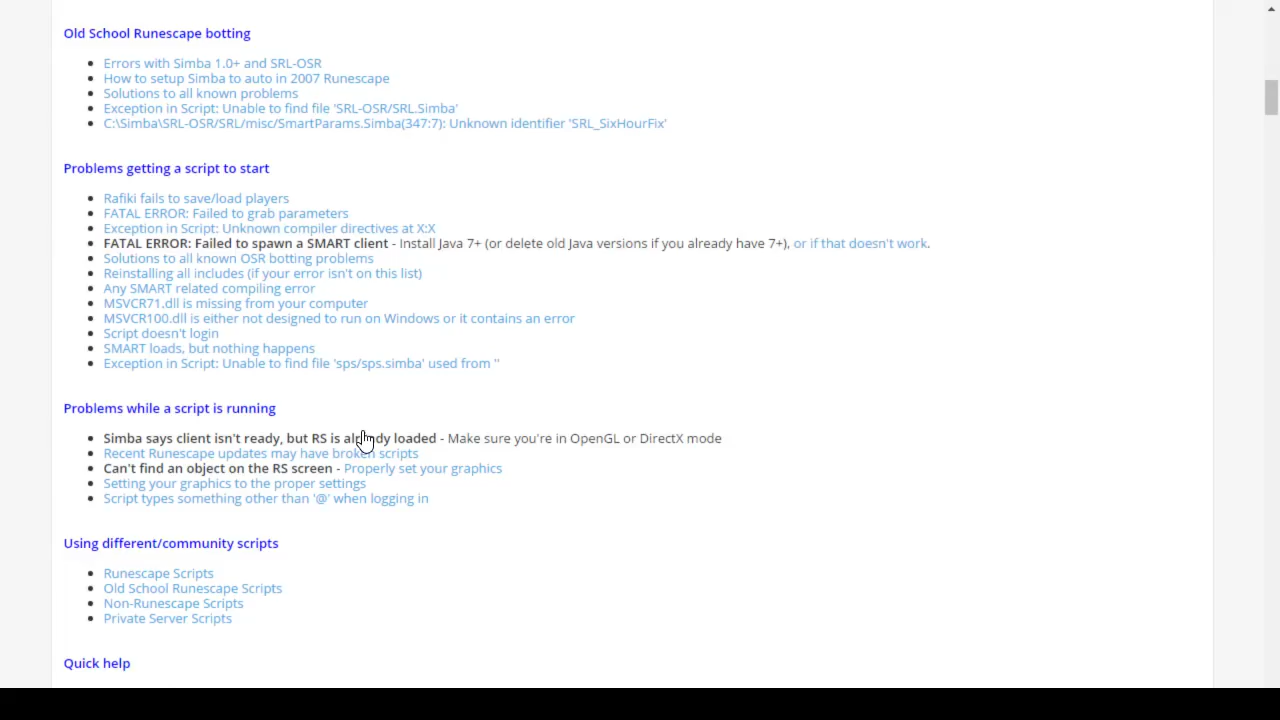 Old School Runescape botting
Errors with Simba 1.0+ and SRL-OSR
How to setup Simba to auto in 2007 Runescape
Solutions to all known problems
Exception in Script: Unable to find file 'SRL-OSR/SRL.Simba'
C:\Simba\SRL-OSR/SRL/misc/SmartParams.Simba(347:7): Unknown identifier 'SRL_SixHourFix'
Problems getting a script to start
Rafiki fails to save/load players
FATAL ERROR: Failed to grab parameters
Exception in Script: Unknown compiler directives at X:X
FATAL ERROR: Failed to spawn a SMART client - Install Java 7+ (or delete old Java versions if you already have 7+), or if that doesn't work.
Solutions to all known OSR botting problems
Reinstalling all includes (if your error isn't on this list)
Any SMART related compiling error
MSVCR71.dll is missing from your computer
MSVCR100.dll is either not designed to run on Windows or it contains an error
Script doesn't login
SMART loads, but nothing happens
Exception in Script: Unable to find file 'sps/sps.simba' used from ''
Problems while a script is running
Simba says client isn't ready, but RS is already loaded - Make sure you're in OpenGL or DirectX mode
Recent Runescape updates may have broken scripts
Can't find an object on the RS screen - Properly set your graphics
Setting your graphics to the proper settings
Script types something other than '@' when logging in
Using different/community scripts
Runescape Scripts
Old School Runescape Scripts
Non-Runescape Scripts
Private Server Scripts
Quick help